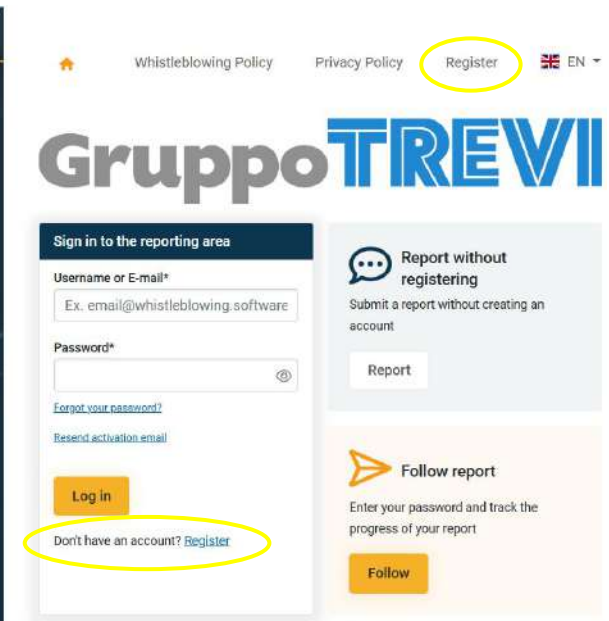 Whistleblowing Policy Privacy Policy Register EN
GruppoTREVI
Sign in to the reporting area
Username or E-mail*
Ex. email@whistleblowing.software
Password*
Forgot your password?
Resend activation email
Log in
Don't have an account? Register
Report without
registering
Submit a report without creating an
account
Report
Follow report
Enter your password and track the
progress of your report
Follow